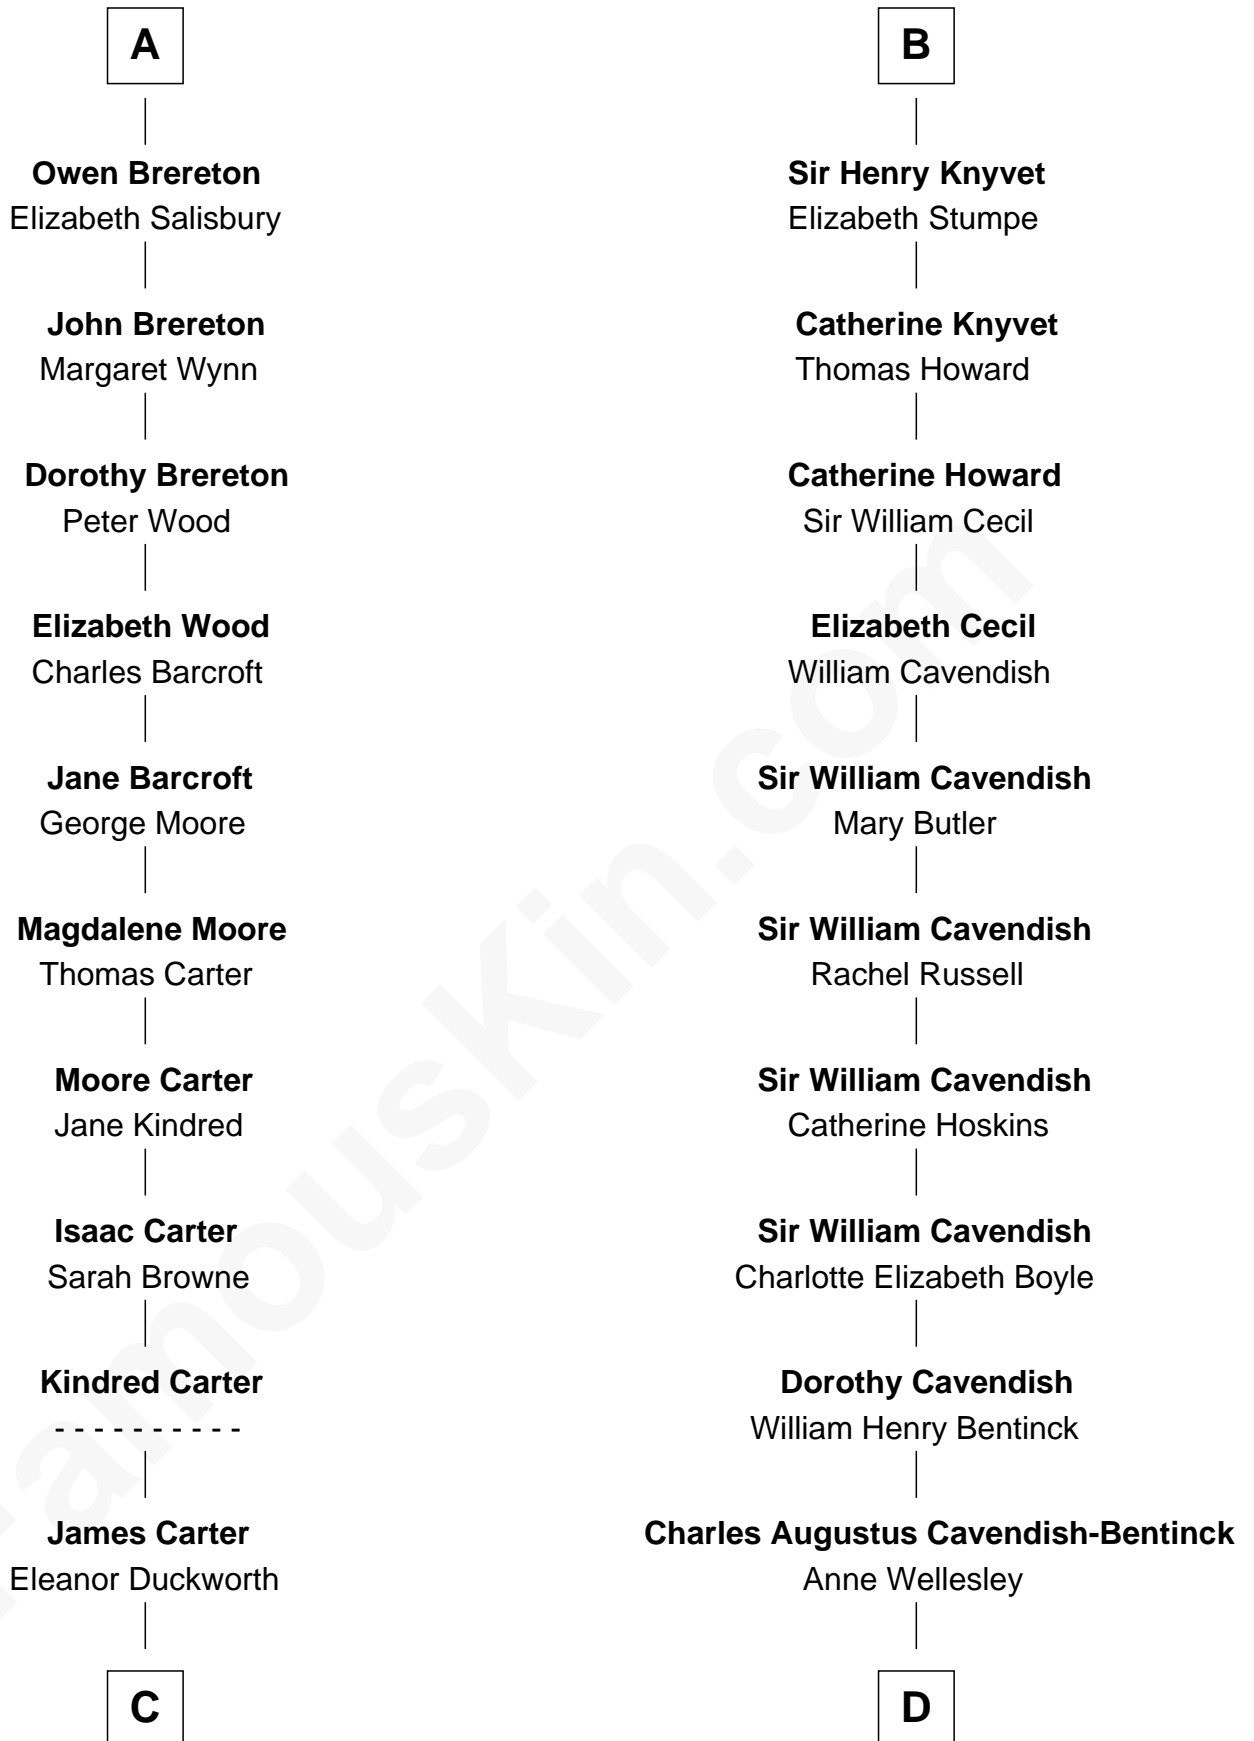 A
Owen Brereton
Elizabeth Salisbury
John Brereton
Margaret Wynn
Dorothy Brereton
Peter Wood
Elizabeth Wood
Charles Barcroft
Jane Barcroft
George Moore
Magdalene Moore
Thomas Carter
Moore Carter
Jane Kindred
Isaac Carter
Sarah Browne
Kindred Carter
- - - - - - - - - -
James Carter
Eleanor Duckworth
C
B
Sir Henry Knyvet
Elizabeth Stumpe
Catherine Knyvet
Thomas Howard
Catherine Howard
Sir William Cecil
Elizabeth Cecil
William Cavendish
Sir William Cavendish
Mary Butler
Sir William Cavendish
Rachel Russell
Sir William Cavendish
Catherine Hoskins
Sir William Cavendish
Charlotte Elizabeth Boyle
Dorothy Cavendish
William Henry Bentinck
Charles Augustus Cavendish-Bentinck
Anne Wellesley
D
FamousKin.com